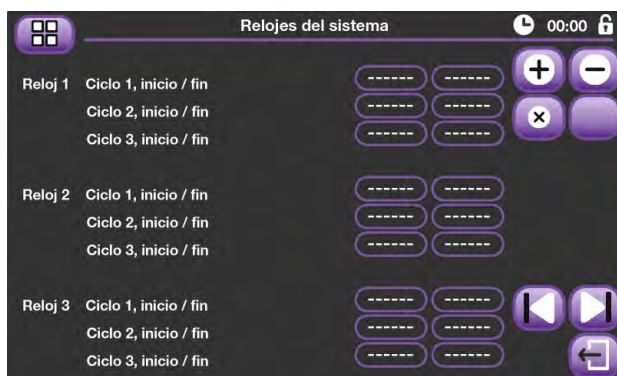 Relojes del sistema 00:00
Reloj 1 Ciclo 1, inicio / fin ------ ------
Ciclo 2, inicio / fin ------ ------
Ciclo 3, inicio / fin ------ ------
Reloj 2 Ciclo 1, inicio / fin ------ ------
Ciclo 2, inicio / fin ------ ------
Ciclo 3, inicio / fin ------ ------
Reloj 3 Ciclo 1, inicio / fin ------ ------
Ciclo 2, inicio / fin ------ ------
Ciclo 3, inicio / fin ------ ------